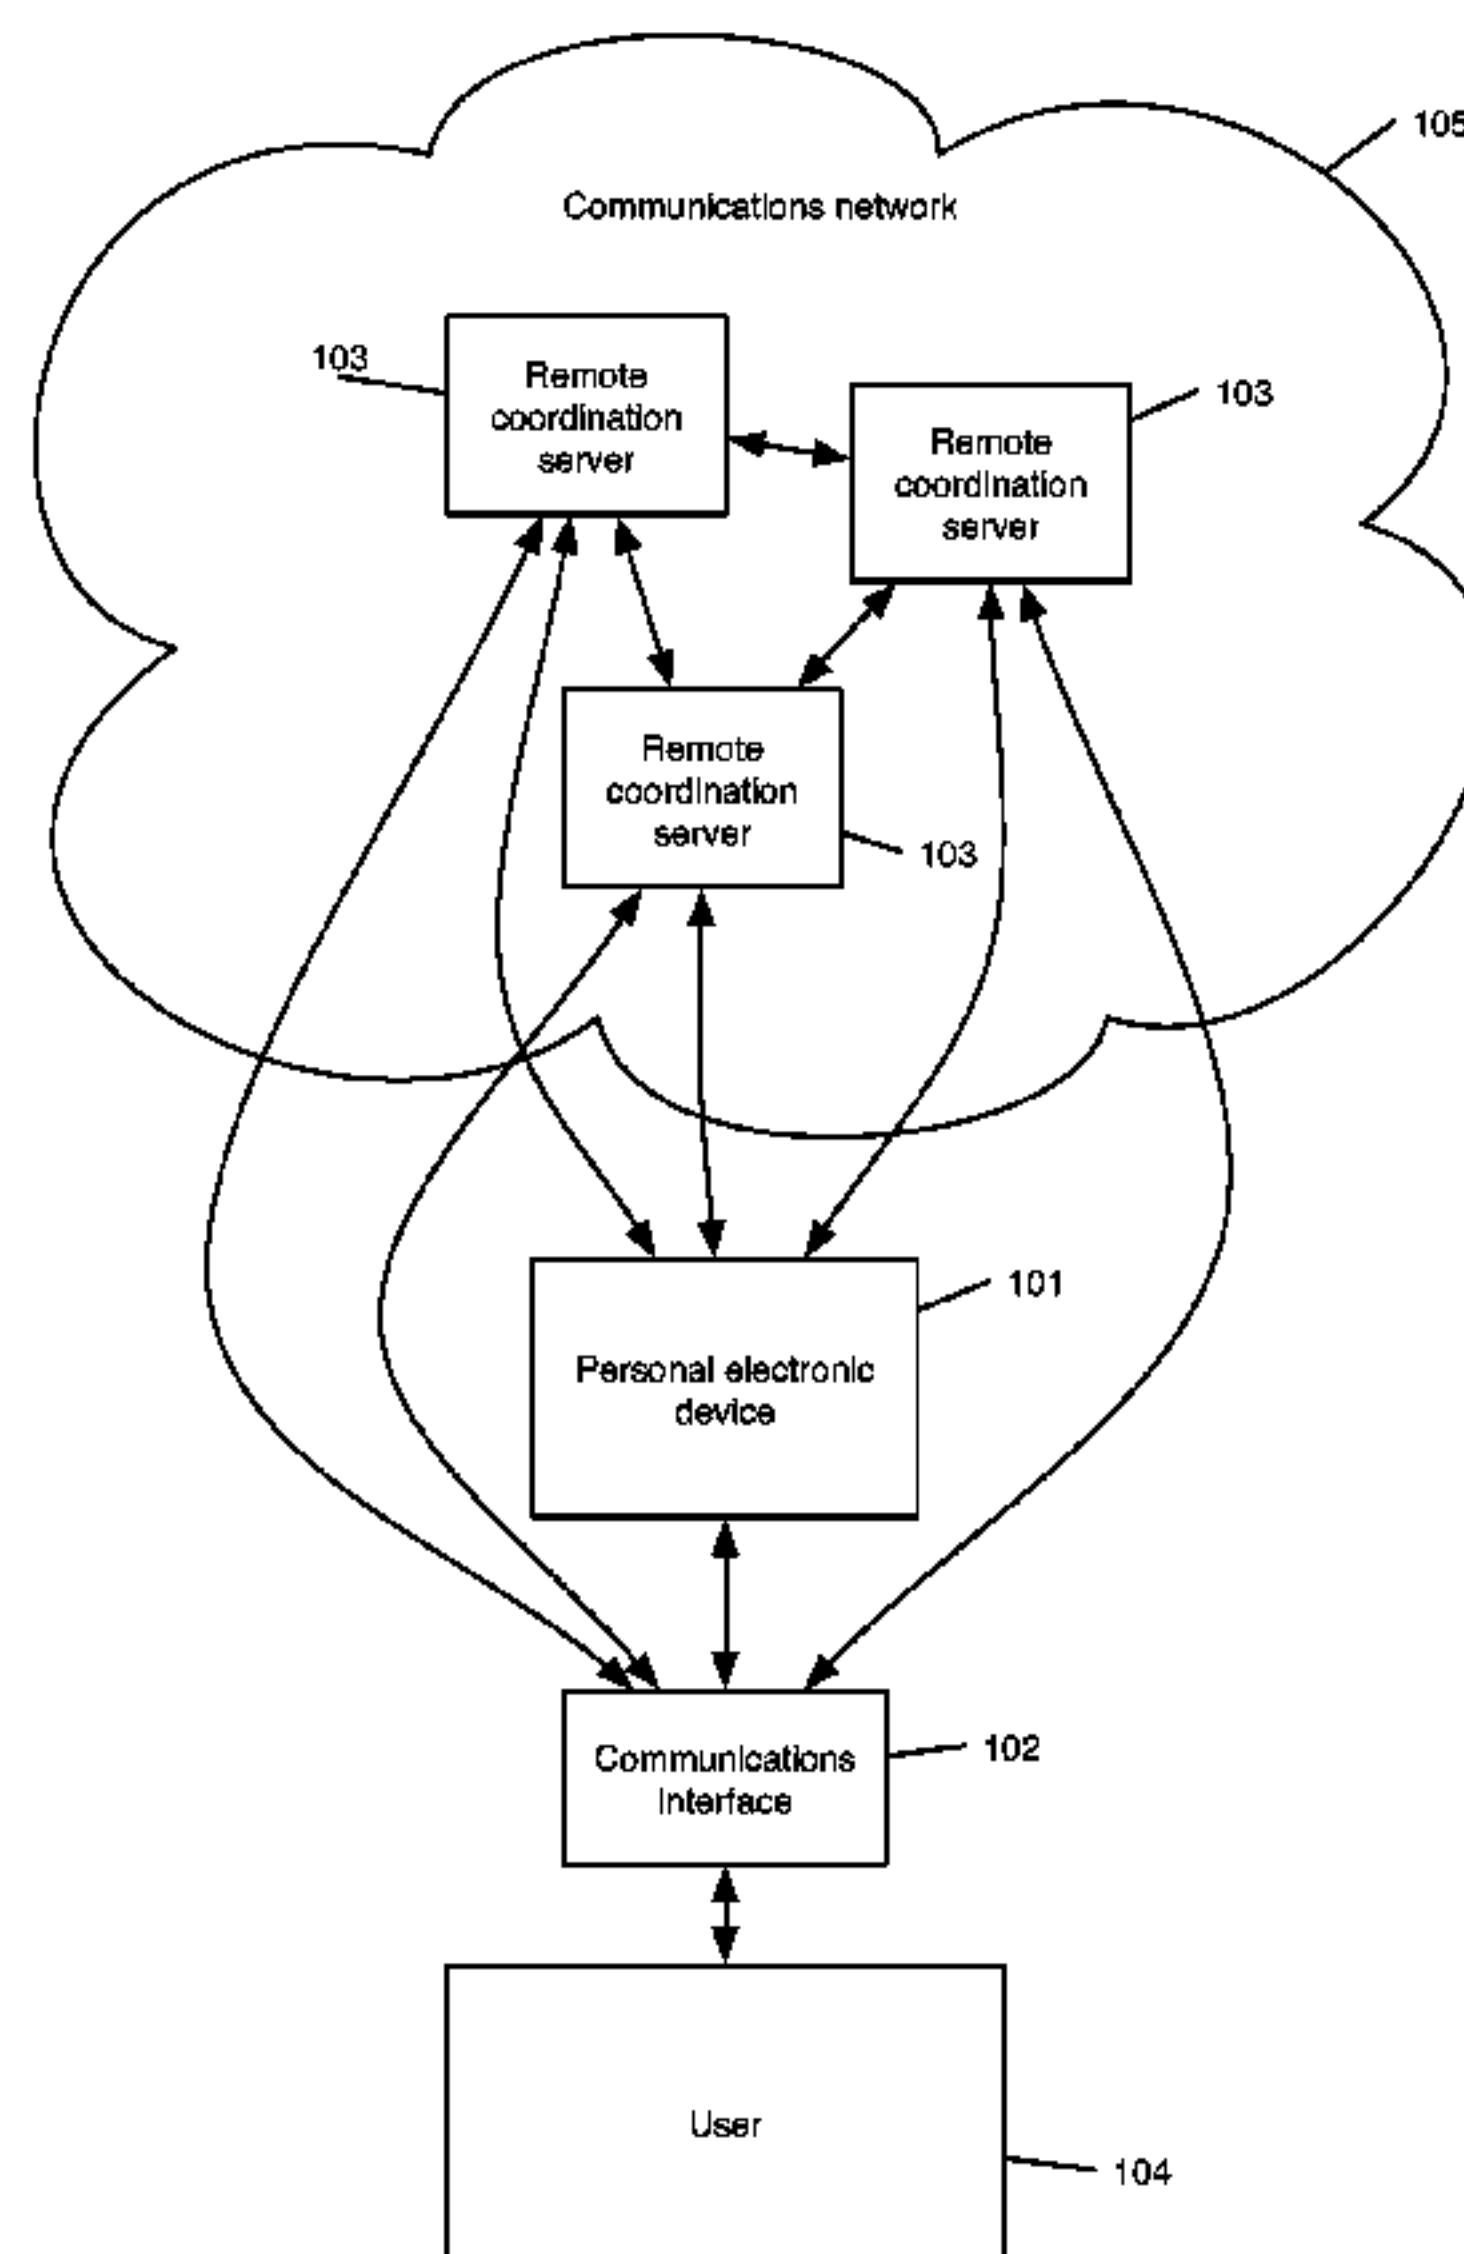 105
Communications network
103
Remote
coordination
server
103
Remote
coordination
server
Remote
coordination
server
103
101
Personal electronic
device
Communications
Interface
102
User
104